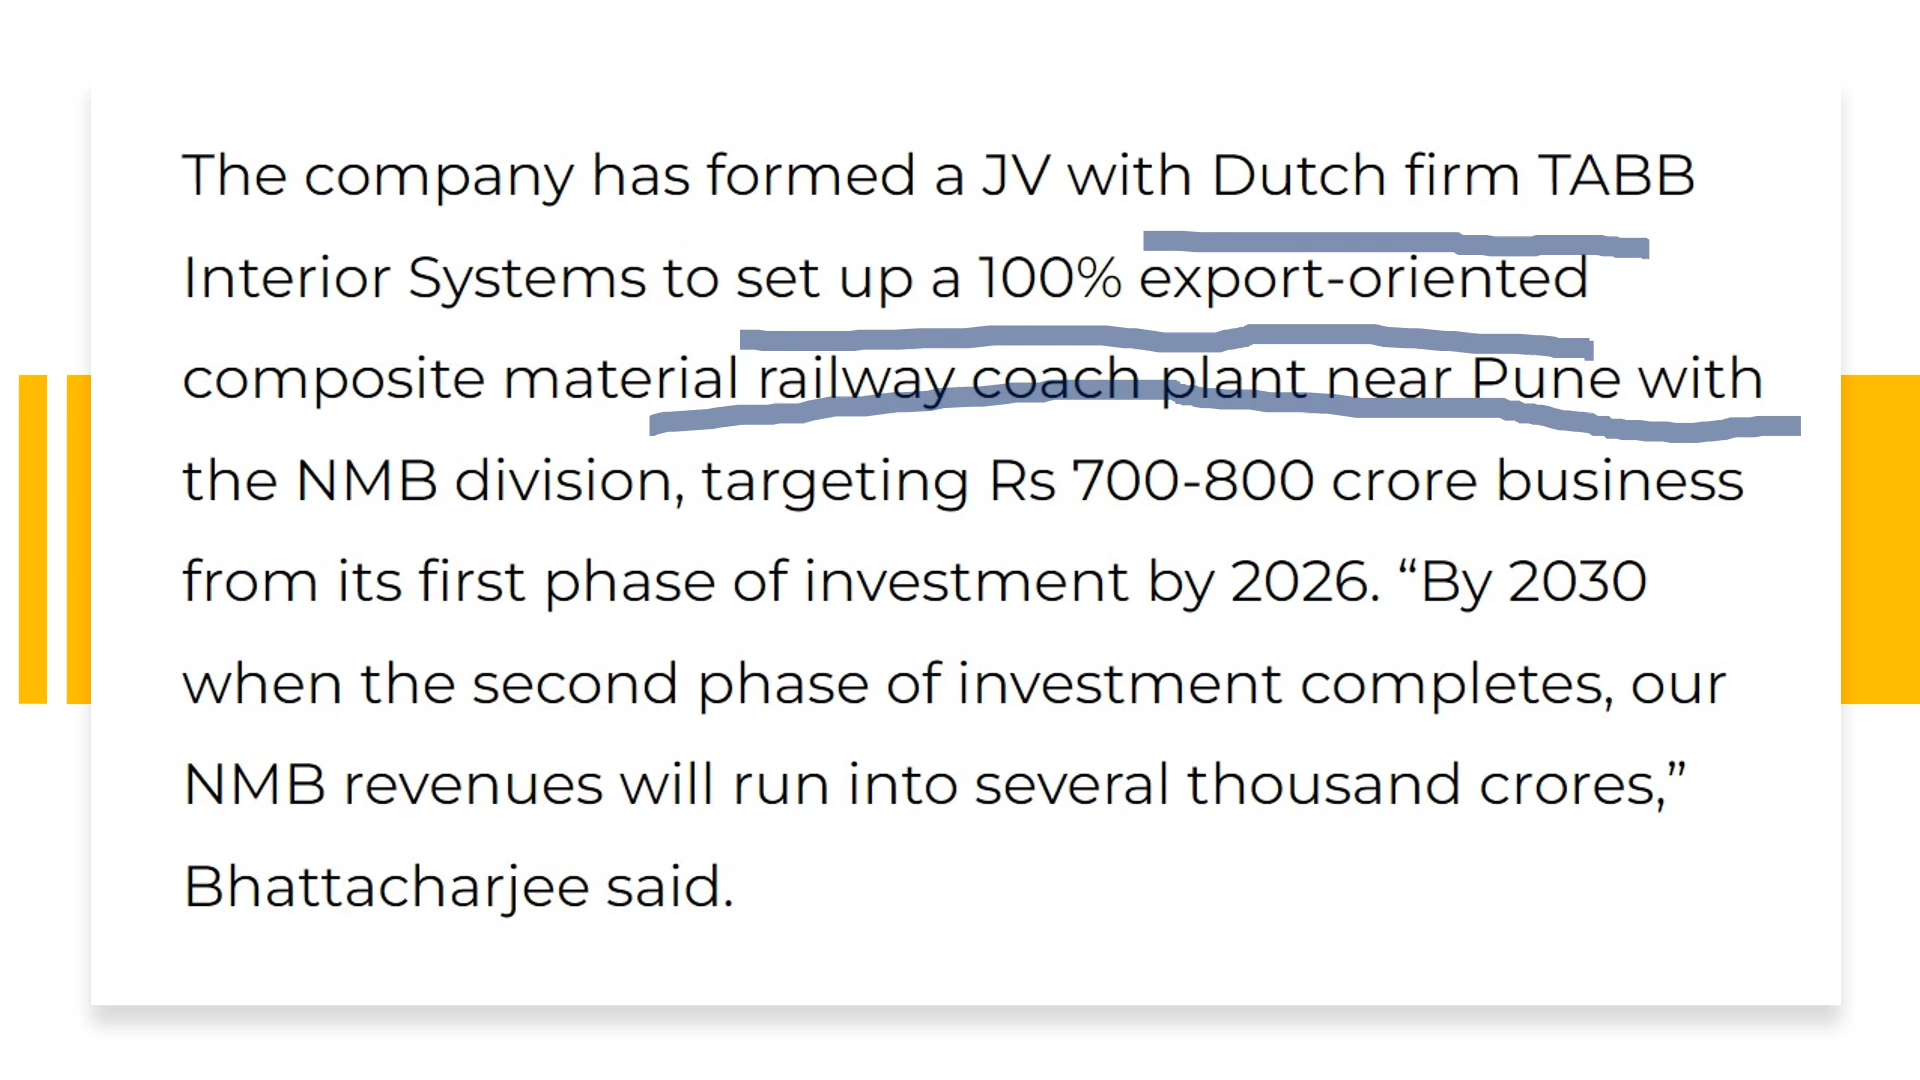 The company has formed a JV with Dutch firm TABB
Interior Systems to set up a 100% export-oriented
composite material railway coach plant near Pune with
the NMB division, targeting Rs 700-800 crore business
from its first phase of investment by 2026. “By 2030
when the second phase of investment completes, our
NMB revenues will run into several thousand crores,”
Bhattacharjee said.